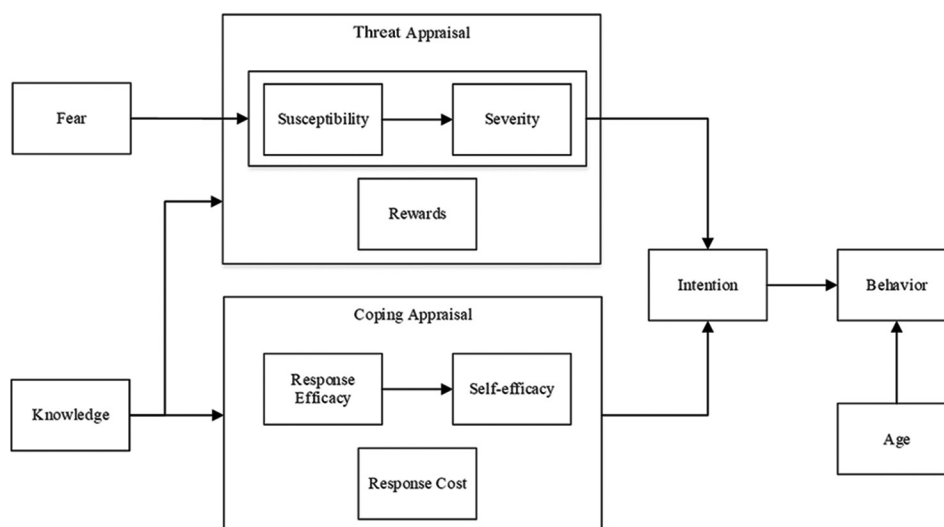 Threat Appraisal
Fear
Susceptibility
Severity
Rewards
Intention
Behavior
Coping Appraisal
Knowledge
Response
Efficacy
Self-efficacy
Response Cost
Age